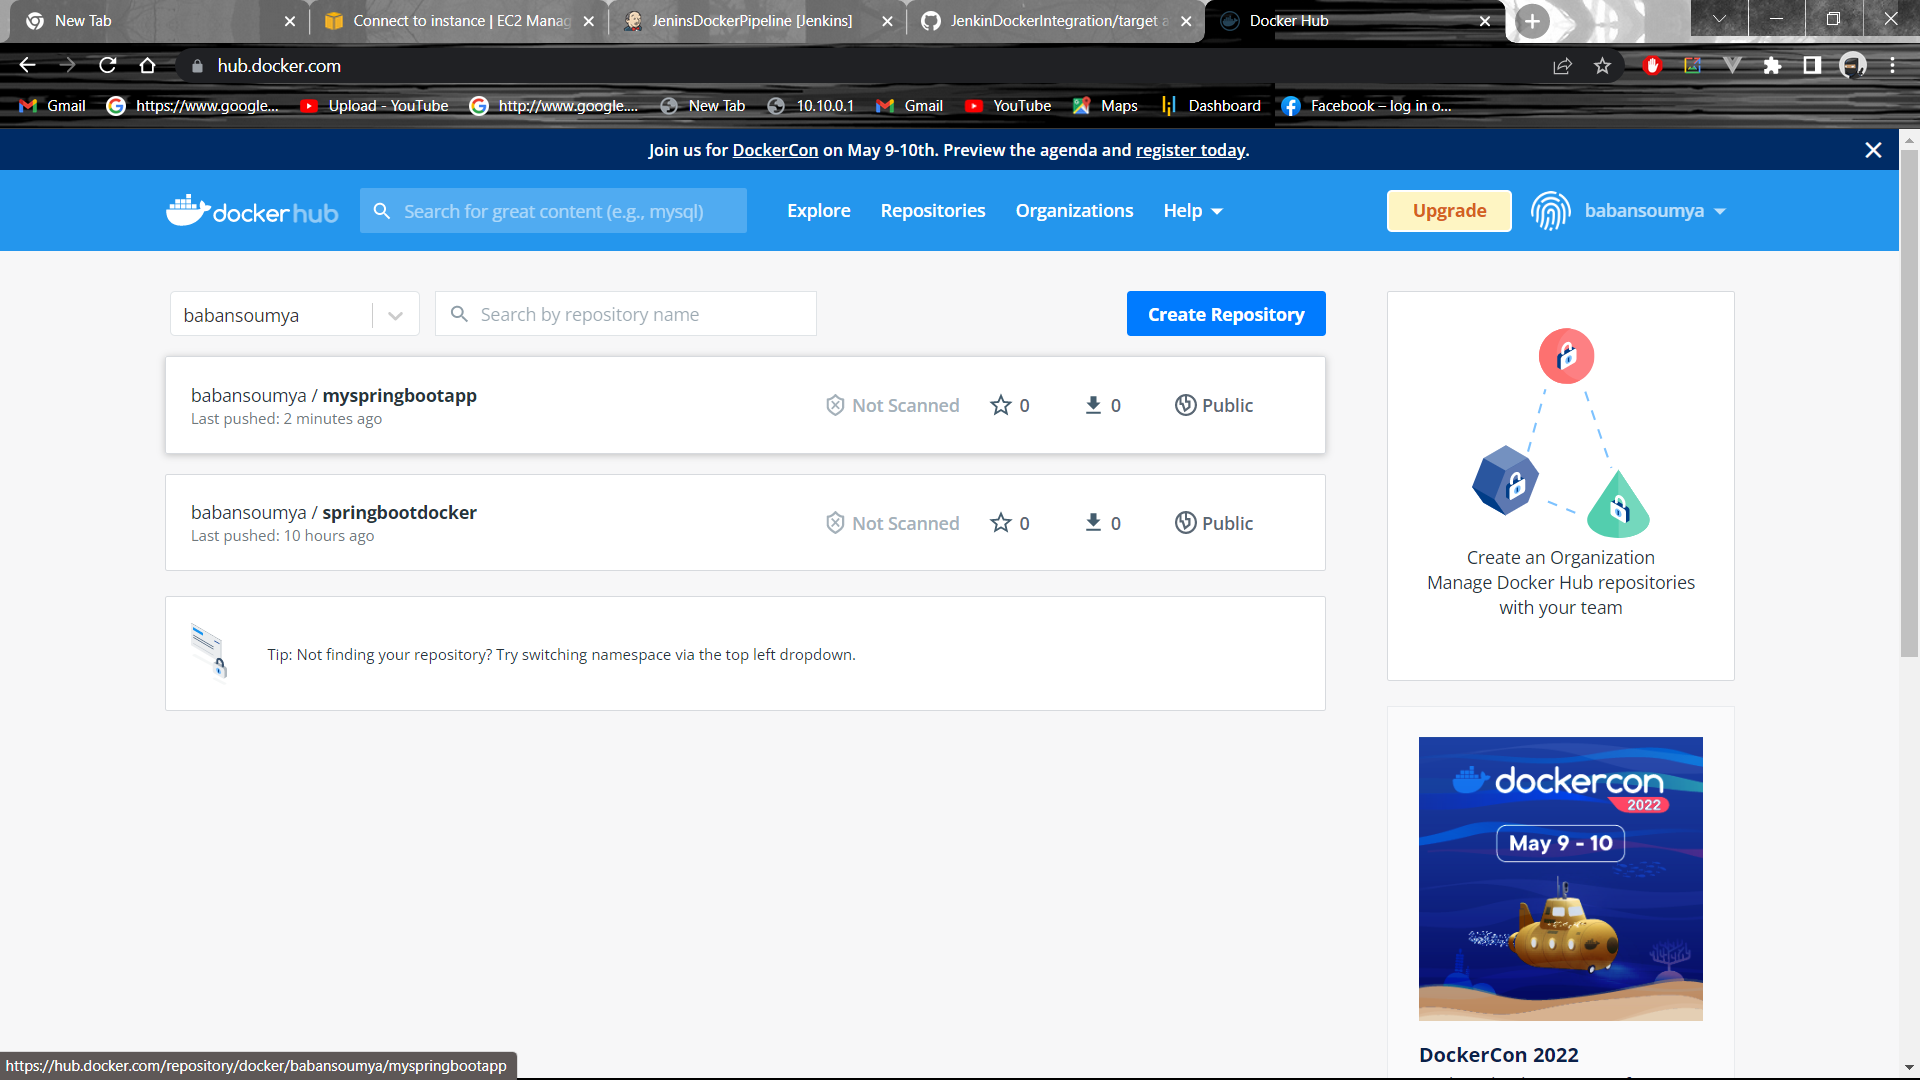 New Tab
Connect to instance | EC2 Manag
JeninsDockerPipeline [Jenkins]
JenkinDockerIntegration/target a
Docker Hub
hub.docker.com
Gmail
https://www.google...
Upload - YouTube
http://www.google....
New Tab
10.10.0.1
Gmail
YouTube
Maps
Dashboard
Facebook – log in o...
Join us for DockerCon on May 9-10th. Preview the agenda and register today.
docker hub
Search for great content (e.g., mysql)
Explore
Repositories
Organizations
Help
Upgrade
babansoumya
babansoumya
Search by repository name
Create Repository
babansoumya / myspringbootapp
Last pushed: 2 minutes ago
Not Scanned
0
0
Public
babansoumya / springbootdocker
Last pushed: 10 hours ago
Not Scanned
0
0
Public
Tip: Not finding your repository? Try switching namespace via the top left dropdown.
Create an Organization
Manage Docker Hub repositories
with your team
dockercon
2022
May 9 - 10
DockerCon 2022
https://hub.docker.com/repository/docker/babansoumya/myspringbootapp